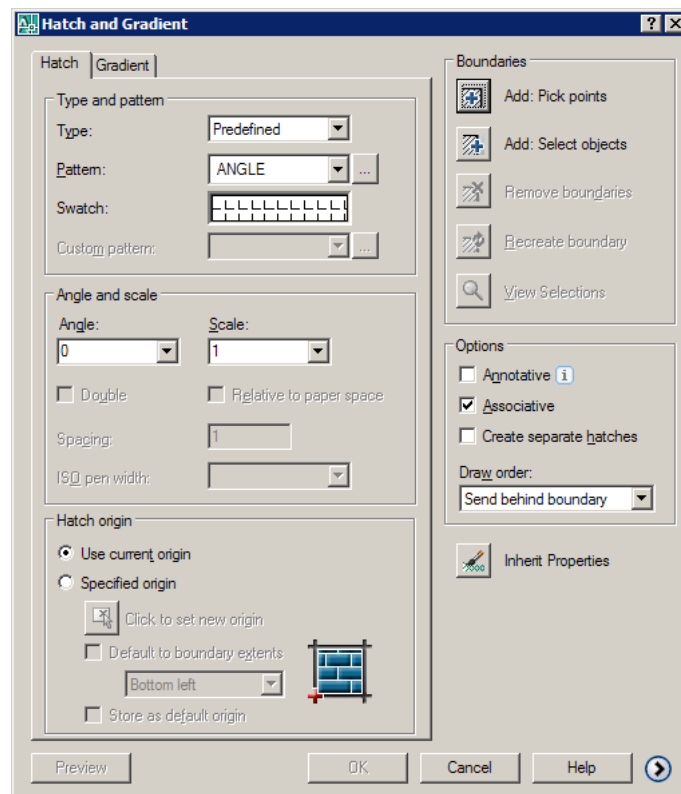 Hatch and Gradient
Hatch
Gradient
Type and pattern
Type:
Predefined
Pattern:
ANGLE
...
Swatch:
Custom pattern:
...
Angle and scale
Angle:
Scale:
0
1
Double
Relative to paper space
Spacing:
1
ISO pen width:
Hatch origin
Use current origin
Specified origin
Click to set new origin
Default to boundary extents
Bottom left
Store as default origin
Boundaries
Add: Pick points
Add: Select objects
Remove boundaries
Recreate boundary
View Selections
Options
Annotative
Associative
Create separate hatches
Draw order:
Send behind boundary
Inherit Properties
Preview
OK
Cancel
Help